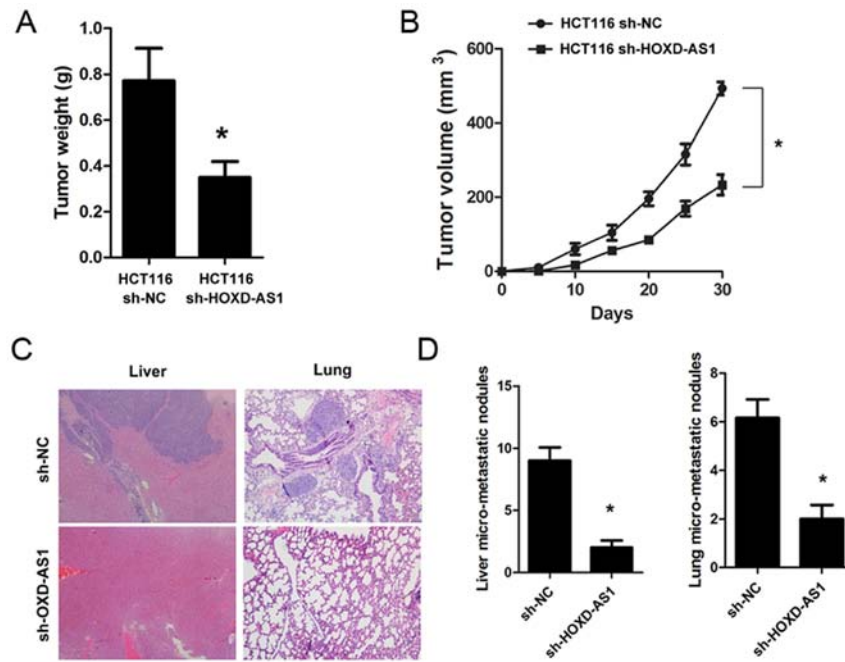 A
Tumor weight (g)
1.0
0.8
0.6
0.4
0.2
0.0
*
HCT116
sh-NC
HCT116
sh-HOXD-AS1
B
HCT116 sh-NC
HCT116 sh-HOXD-AS1
Tumor volume (mm 3)
600
400
200
0
*
0
10
20
30
Days
C
Liver
Lung
sh-NC
sh-OXD-AS1
D
Liver micro-metastatic nodules
15
10
5
0
*
sh-NC
sh-HOXD-AS1
Lung micro-metastatic nodules
8
6
4
2
0
*
sh-NC
sh-HOXD-AS1